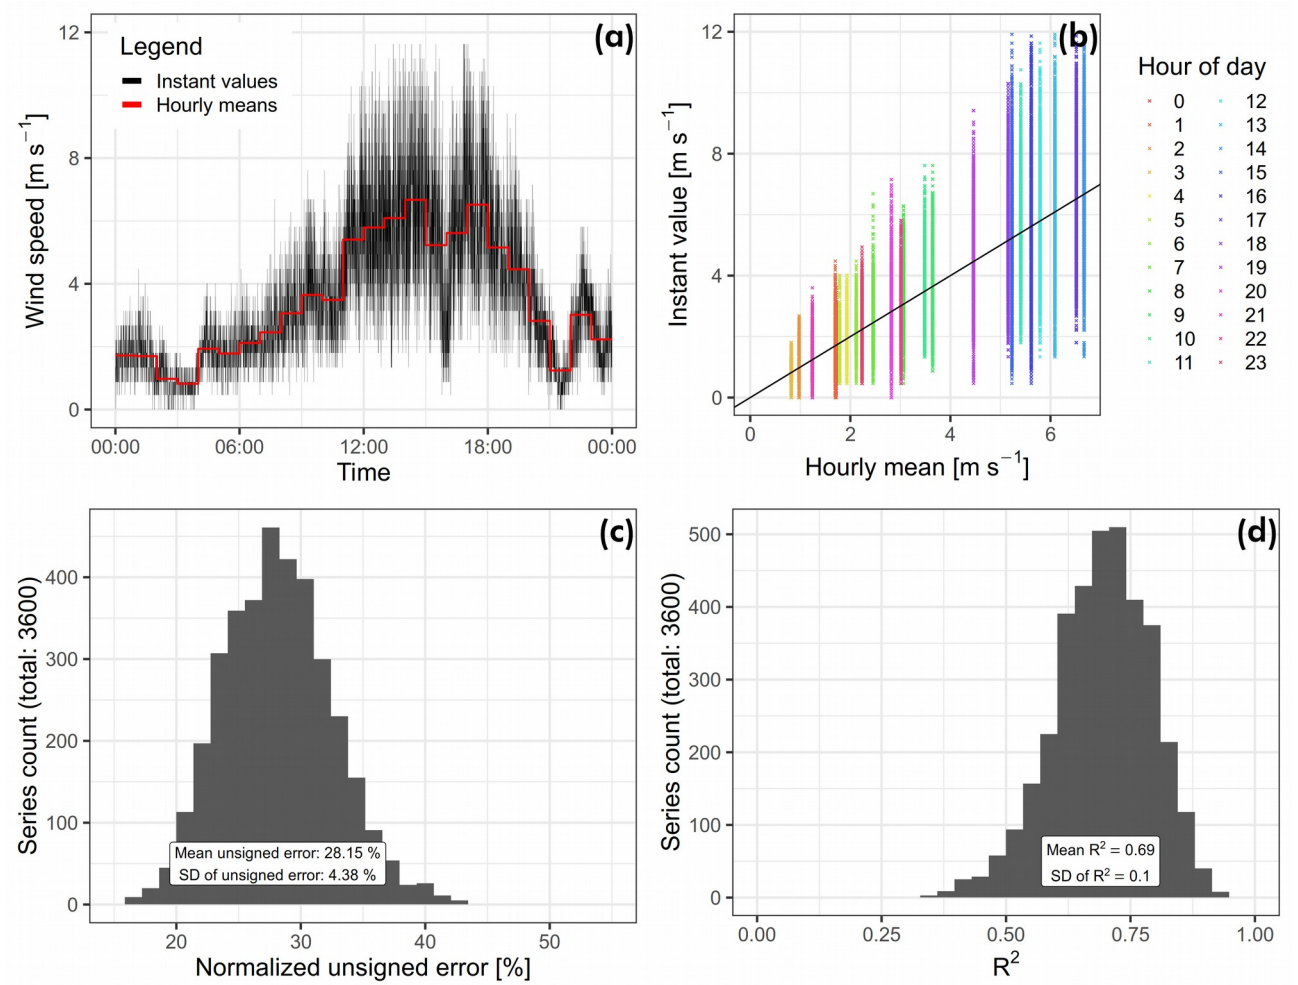 (a)
Legend
Instant values
Hourly means
Wind speed [m s⁻¹]
12
8
4
0
00:00 06:00 12:00 18:00 00:00
Time
(b)
Instant value [m s⁻¹]
12
8
4
0
0 2 4 6
Hourly mean [m s⁻¹]
Hour of day
0 12
1 13
2 14
3 15
4 16
5 17
6 18
7 19
8 20
9 21
10 22
11 23
(c)
Series count (total: 3600)
400
300
200
100
0
Mean unsigned error: 28.15 %
SD of unsigned error: 4.38 %
20 30 40 50
Normalized unsigned error [%]
(d)
Series count (total: 3600)
500
400
300
200
100
0
Mean R² = 0.69
SD of R² = 0.1
0.00 0.25 0.50 0.75 1.00
R²